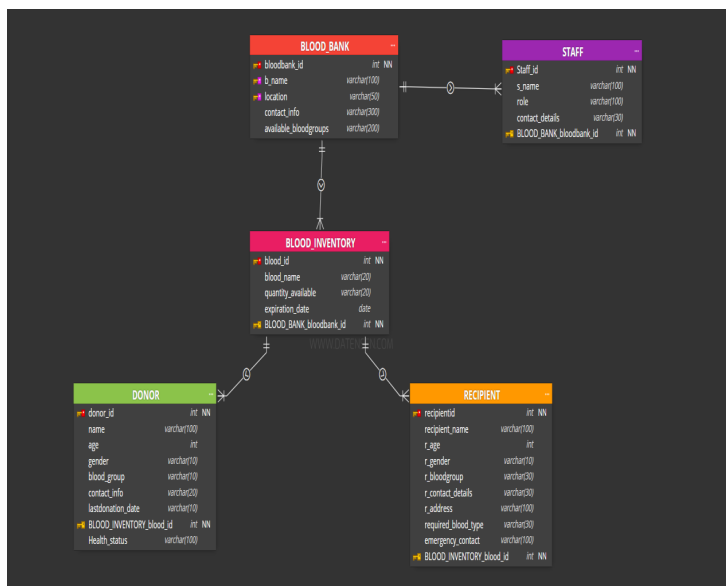 BLOOD_BANK
bloodbank_id int NN
b_name varchar(100)
location varchar(50)
contact_info varchar(300)
available_bloodgroups varchar(200)
STAFF
Staff_id int NN
s_name varchar(100)
role varchar(100)
contact_details varchar(30)
BLOOD_BANK_bloodbank_id int NN
BLOOD_INVENTORY
blood_id int NN
blood_name varchar(20)
quantity_available varchar(20)
expiration_date date
BLOOD_BANK_bloodbank_id int NN
DONOR
donor_id int NN
name varchar(100)
age int
gender varchar(10)
blood_group varchar(10)
contact_info varchar(20)
lastdonation_date varchar(10)
BLOOD_INVENTORY_blood_id int NN
Health_status varchar(100)
RECIPIENT
recipientid int NN
recipient_name varchar(100)
r_age int
r_gender varchar(10)
r_bloodgroup varchar(30)
r_contact_details varchar(30)
r_address varchar(100)
required_blood_type varchar(30)
emergency_contact varchar(100)
BLOOD_INVENTORY_blood_id int NN